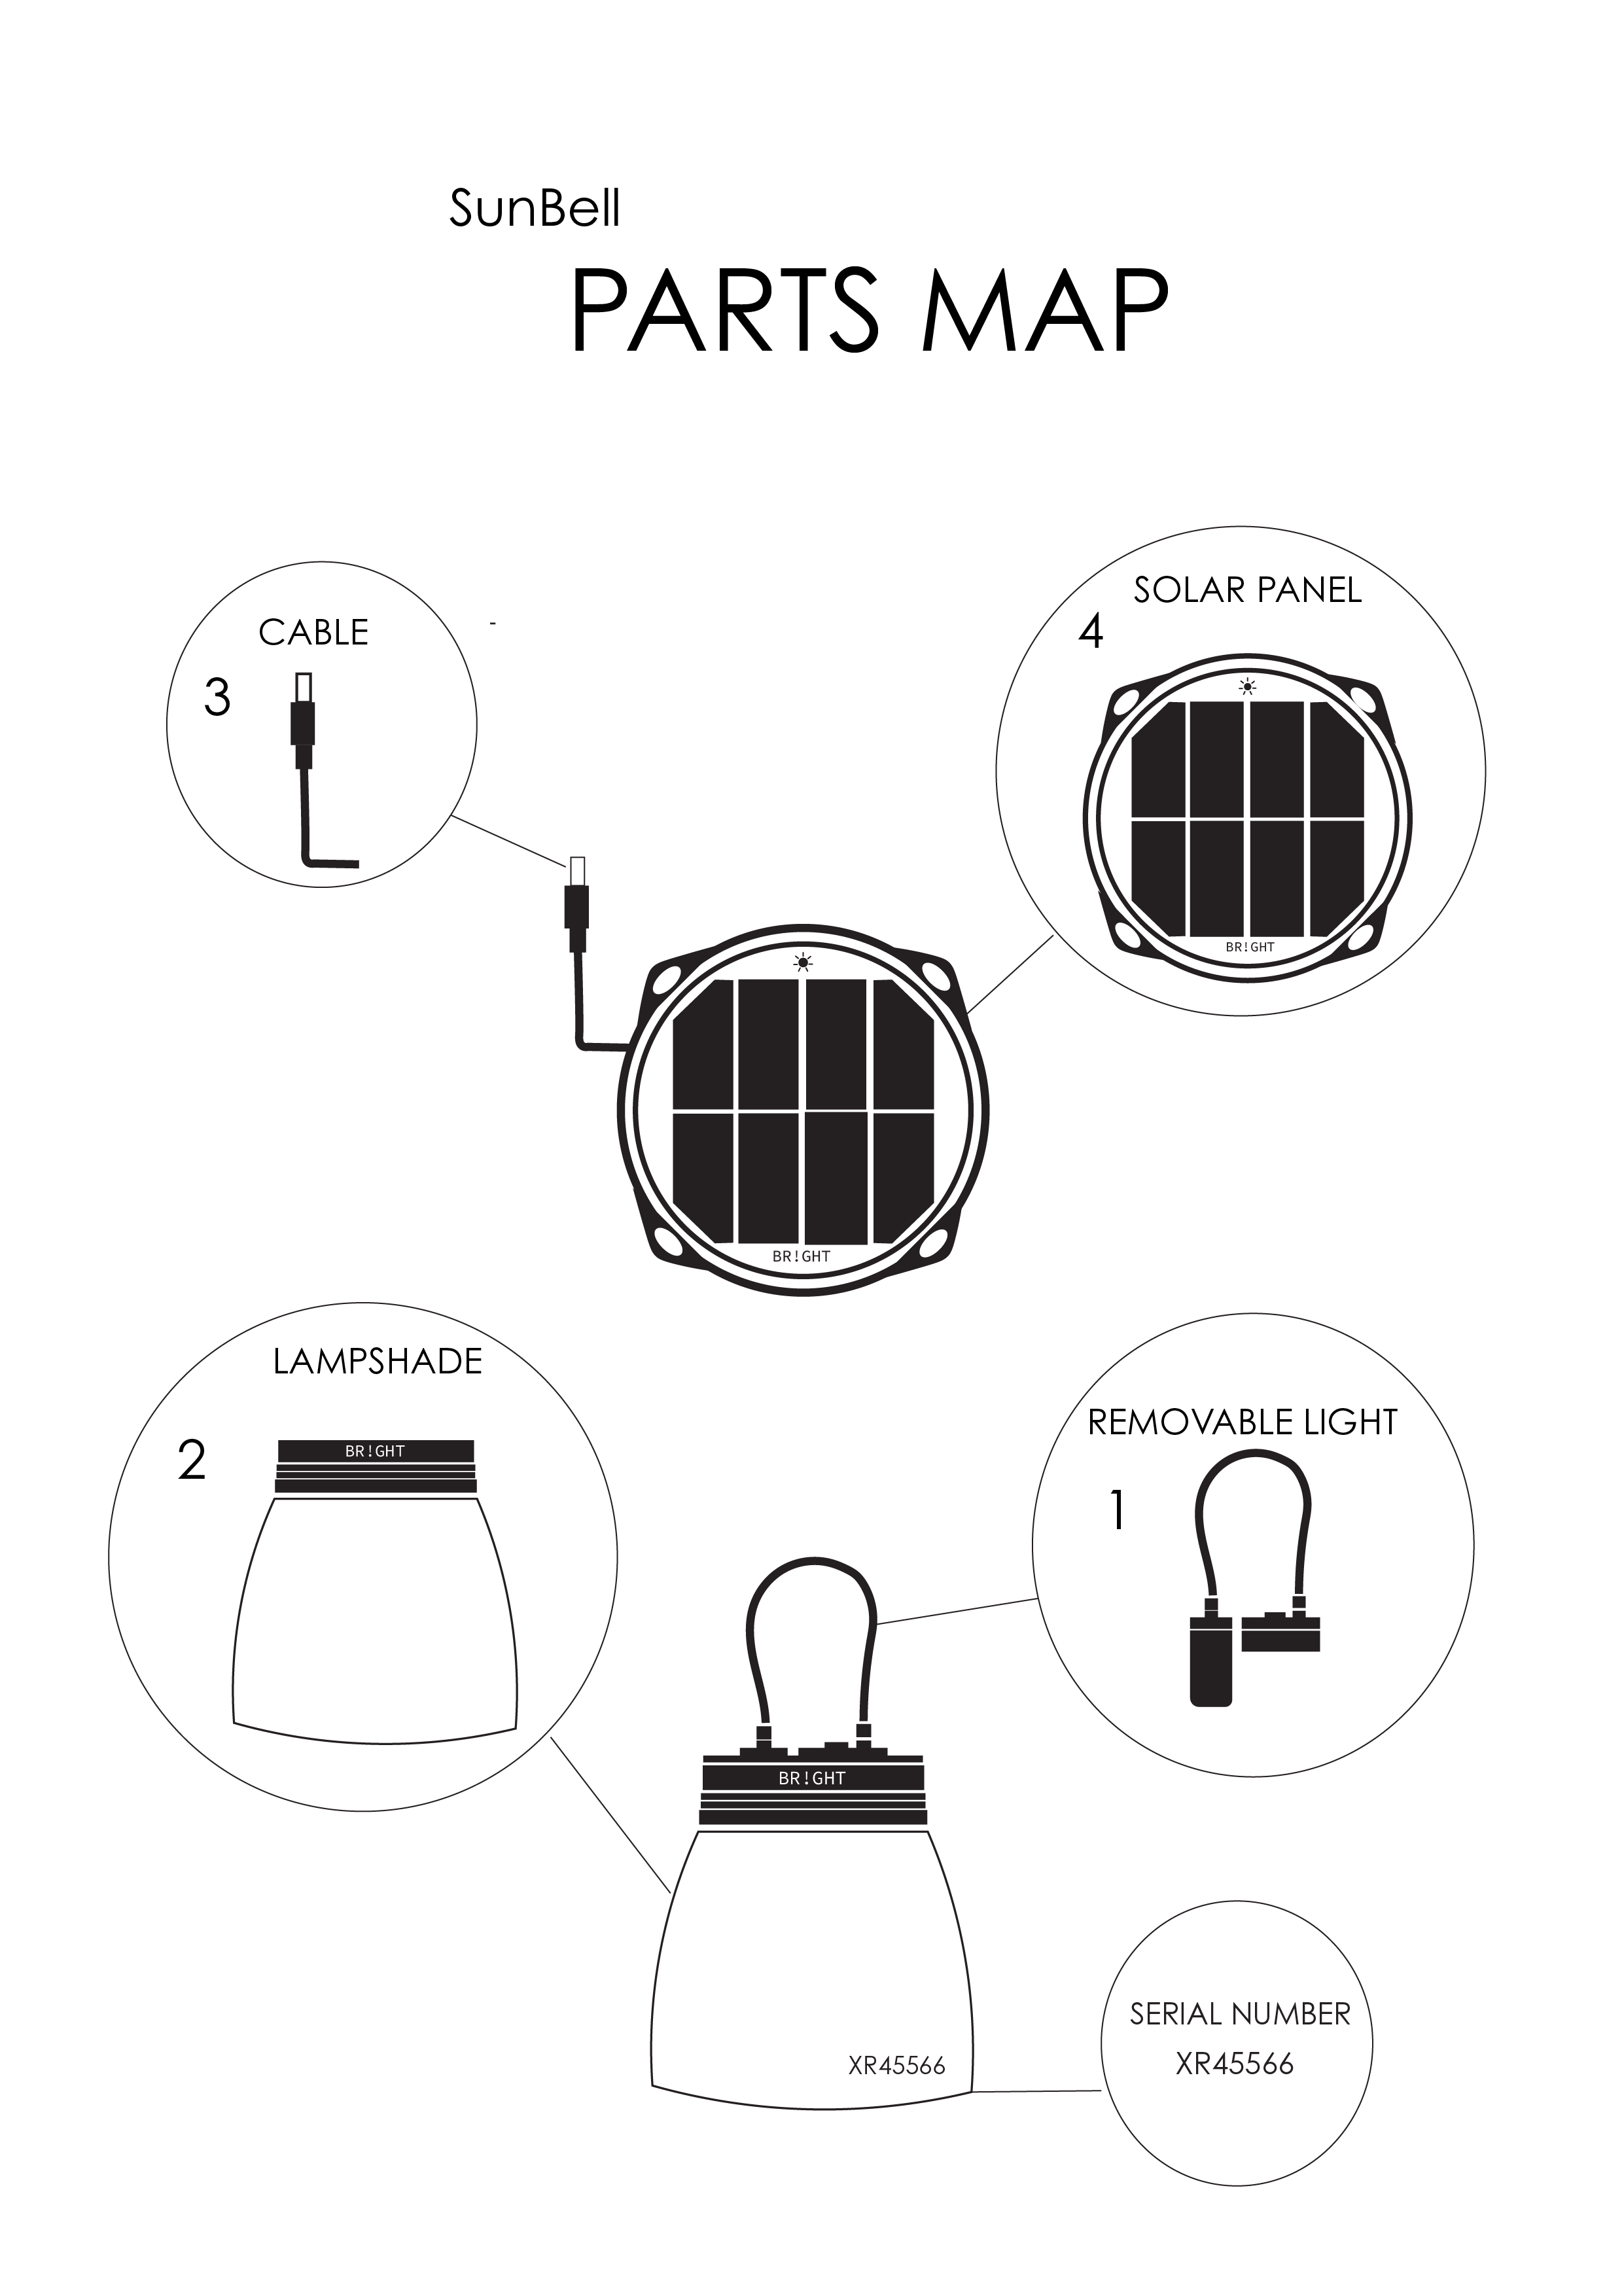 SunBell
PARTS MAP
SOLAR PANEL
4
BR!GHT
CABLE
3
-
BR!GHT
LAMPSHADE
2
BR!GHT
REMOVABLE LIGHT
1
BR!GHT
XR45566
SERIAL NUMBER
XR45566